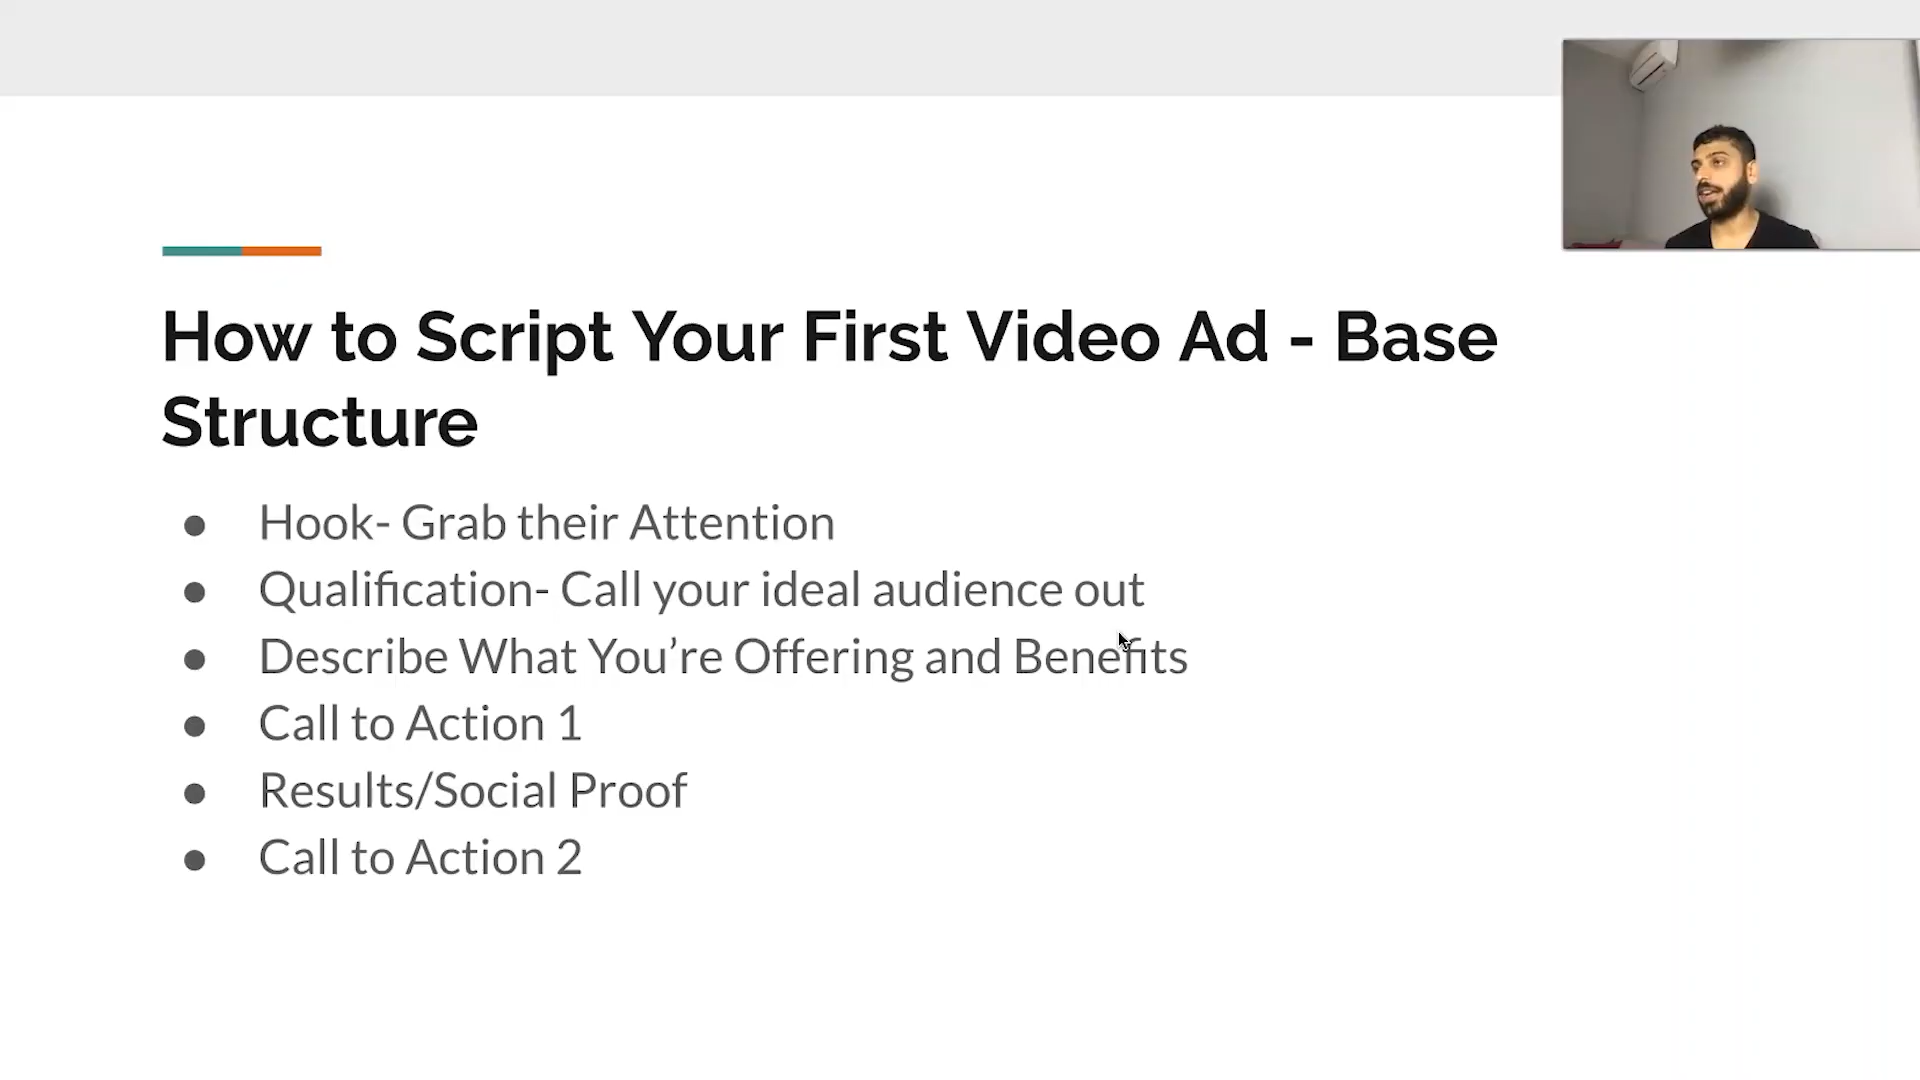 How to Script Your First Video Ad - Base
Structure
● Hook- Grab their Attention
● Qualification- Call your ideal audience out
● Describe What You’re Offering and Benefits
● Call to Action 1
● Results/Social Proof
● Call to Action 2